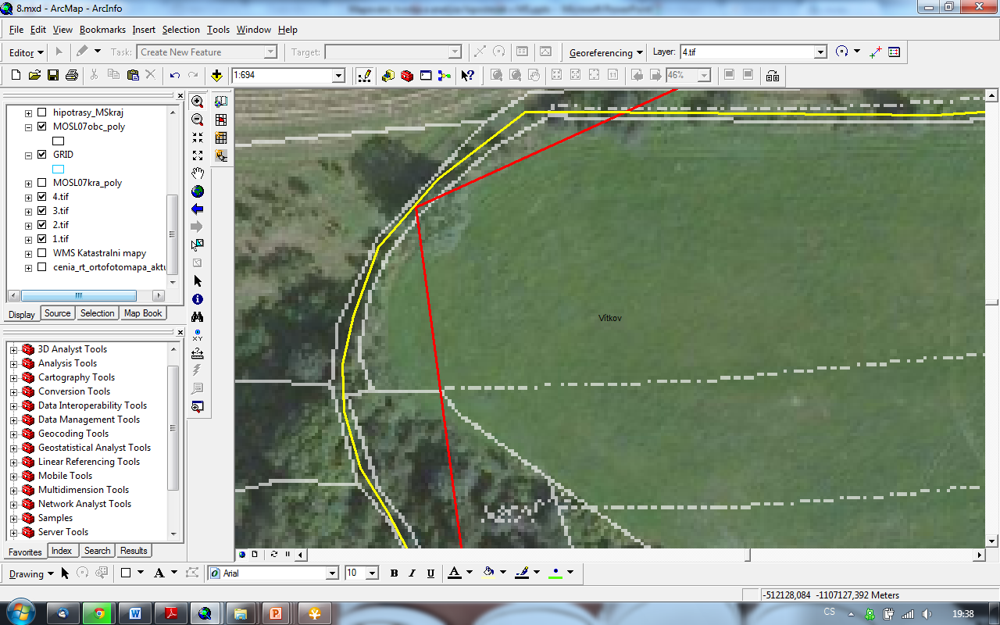 8.mxd - ArcMap - ArcInfo
File Edit View Bookmarks Insert Selection Tools Window Help
Editor Task: Create New Feature Target: Georeferencing Layer: 4.tif
1:694 1:1 46%
hipotrasy_MSkraj
MOSL07obc_poly
GRID
MOSL07kra_poly
4.tif
3.tif
2.tif
1.tif
WMS Katastralni mapy
cenia_rt_ortofotomapa_aktu
Display Source Selection Map Book
3D Analyst Tools
Analysis Tools
Cartography Tools
Conversion Tools
Data Interoperability Tools
Data Management Tools
Geocoding Tools
Geostatistical Analyst Tools
Linear Referencing Tools
Mobile Tools
Multidimension Tools
Network Analyst Tools
Samples
Server Tools
Favorites Index Search Results
XY
Vítkov
Drawing A Arial 10 B I U A
-512128,084 -1107127,392 Meters
CS 19:38